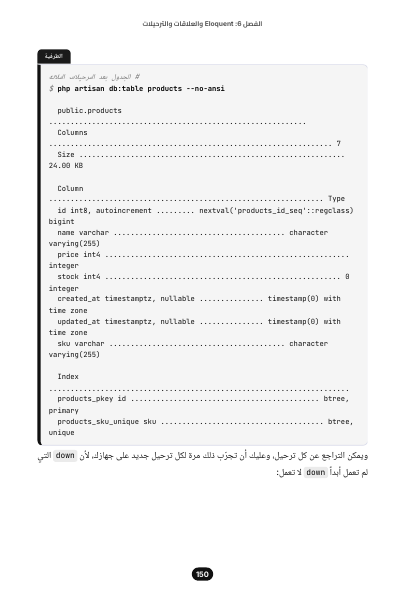 الفصل 6: Eloquent والعلاقات والترحيلات
الطرفية
# الجدول بعد الترحيلات الثلاثة
$ php artisan db:table products --no-ansi
public.products
.....................................................
Columns
.......................................................... 7
Size .......................................................
24.00 KB
Column
........................................................ Type
id int8, autoincrement ......... nextval('products_id_seq'::regclass)
bigint
name varchar ................................... character
varying(255)
price int4 ..................................................
integer
stock int4 ................................................ 0
integer
created_at timestamptz, nullable .............. timestamp(0) with
time zone
updated_at timestamptz, nullable .............. timestamp(0) with
time zone
sku varchar .................................... character
varying(255)
Index
..............................................................
products_pkey id ....................................... btree,
primary
products_sku_unique sku .................................. btree,
unique
ويمكن التراجع عن كل ترحيل، وعليك أن تجرّب ذلك مرة لكل ترحيل جديد على جهازك، لأن down التي
لم تعمل أبداً down لا تعمل:
150